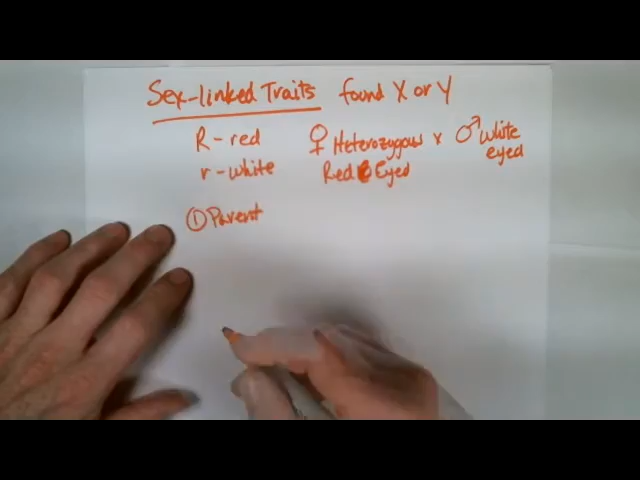 Sex-linked Traits found X or Y
R - red ♀ Heterozygous x ♂ White eyed
r - white Red Eyed
① Parent